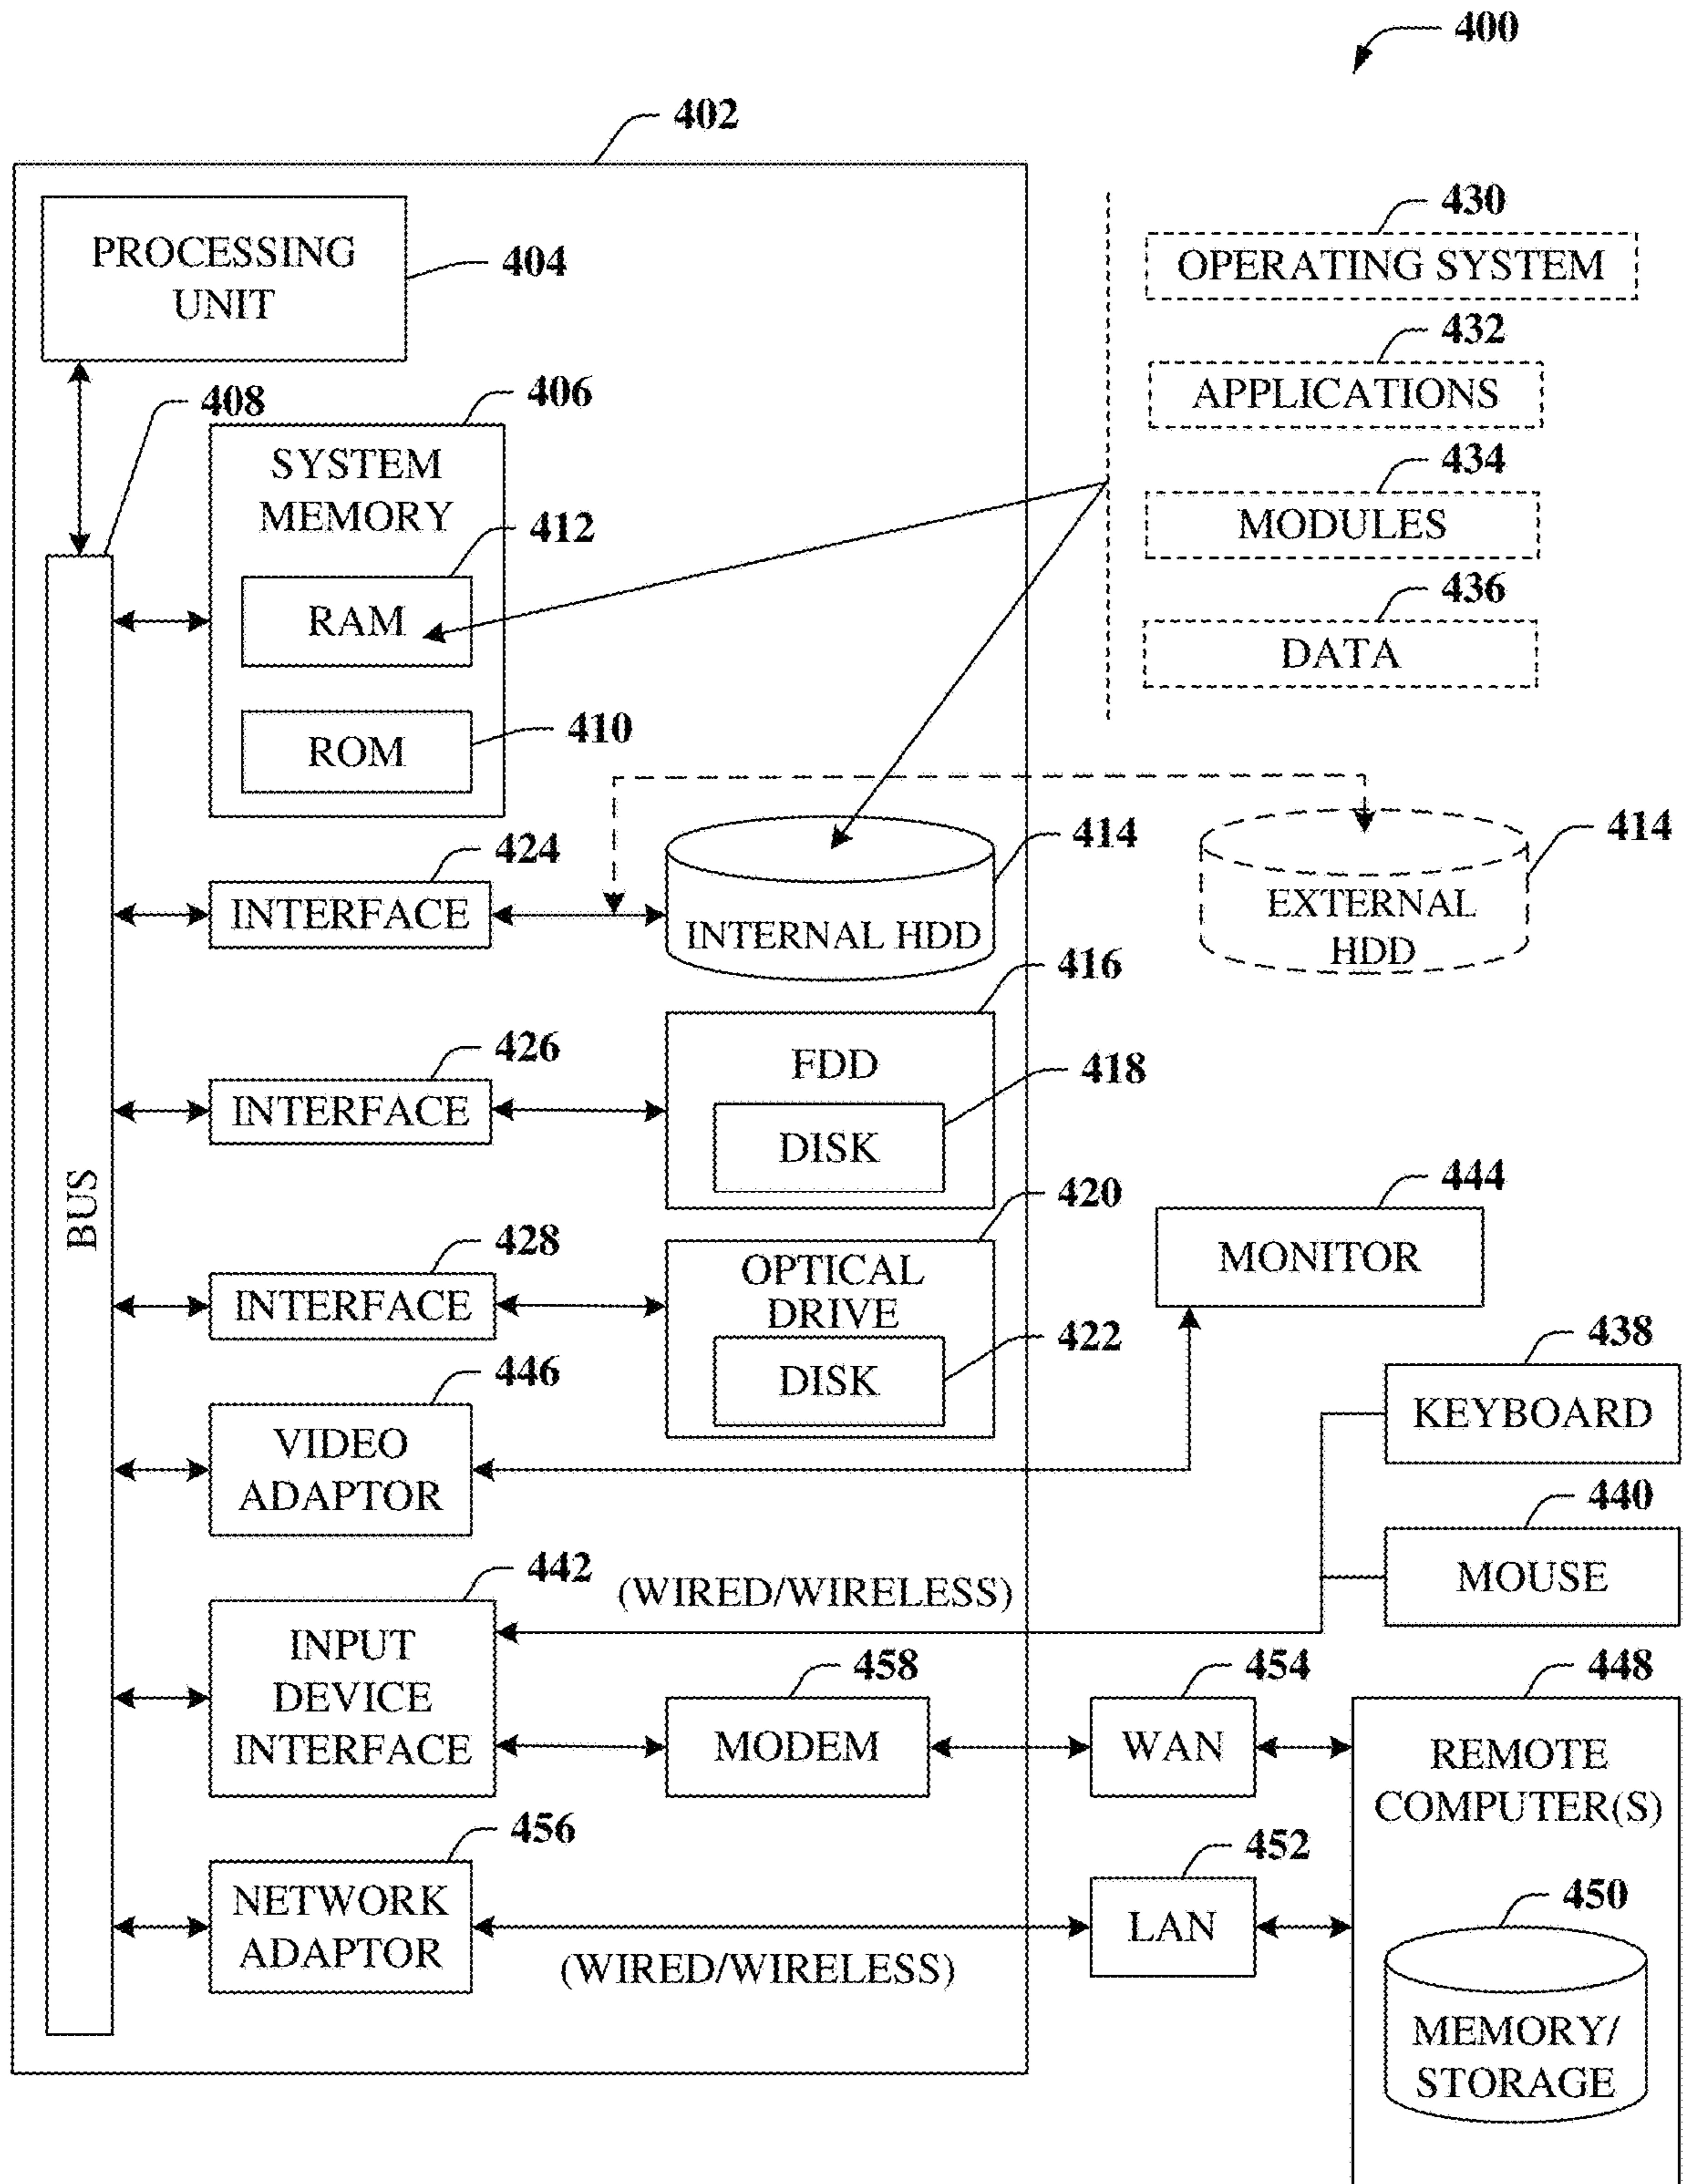 400
402
PROCESSING
UNIT
404
430
OPERATING SYSTEM
432
APPLICATIONS
408
406
SYSTEM
MEMORY
434
MODULES
412
RAM
436
DATA
410
ROM
424
INTERFACE
414
INTERNAL HDD
414
EXTERNAL
HDD
416
FDD
426
INTERFACE
418
DISK
BUS
420
OPTICAL
DRIVE
428
INTERFACE
422
DISK
444
MONITOR
438
KEYBOARD
446
VIDEO
ADAPTOR
440
MOUSE
442
(WIRED/WIRELESS)
INPUT
DEVICE
INTERFACE
458
MODEM
454
WAN
448
REMOTE
COMPUTER(S)
456
NETWORK
ADAPTOR
(WIRED/WIRELESS)
452
LAN
450
MEMORY/
STORAGE